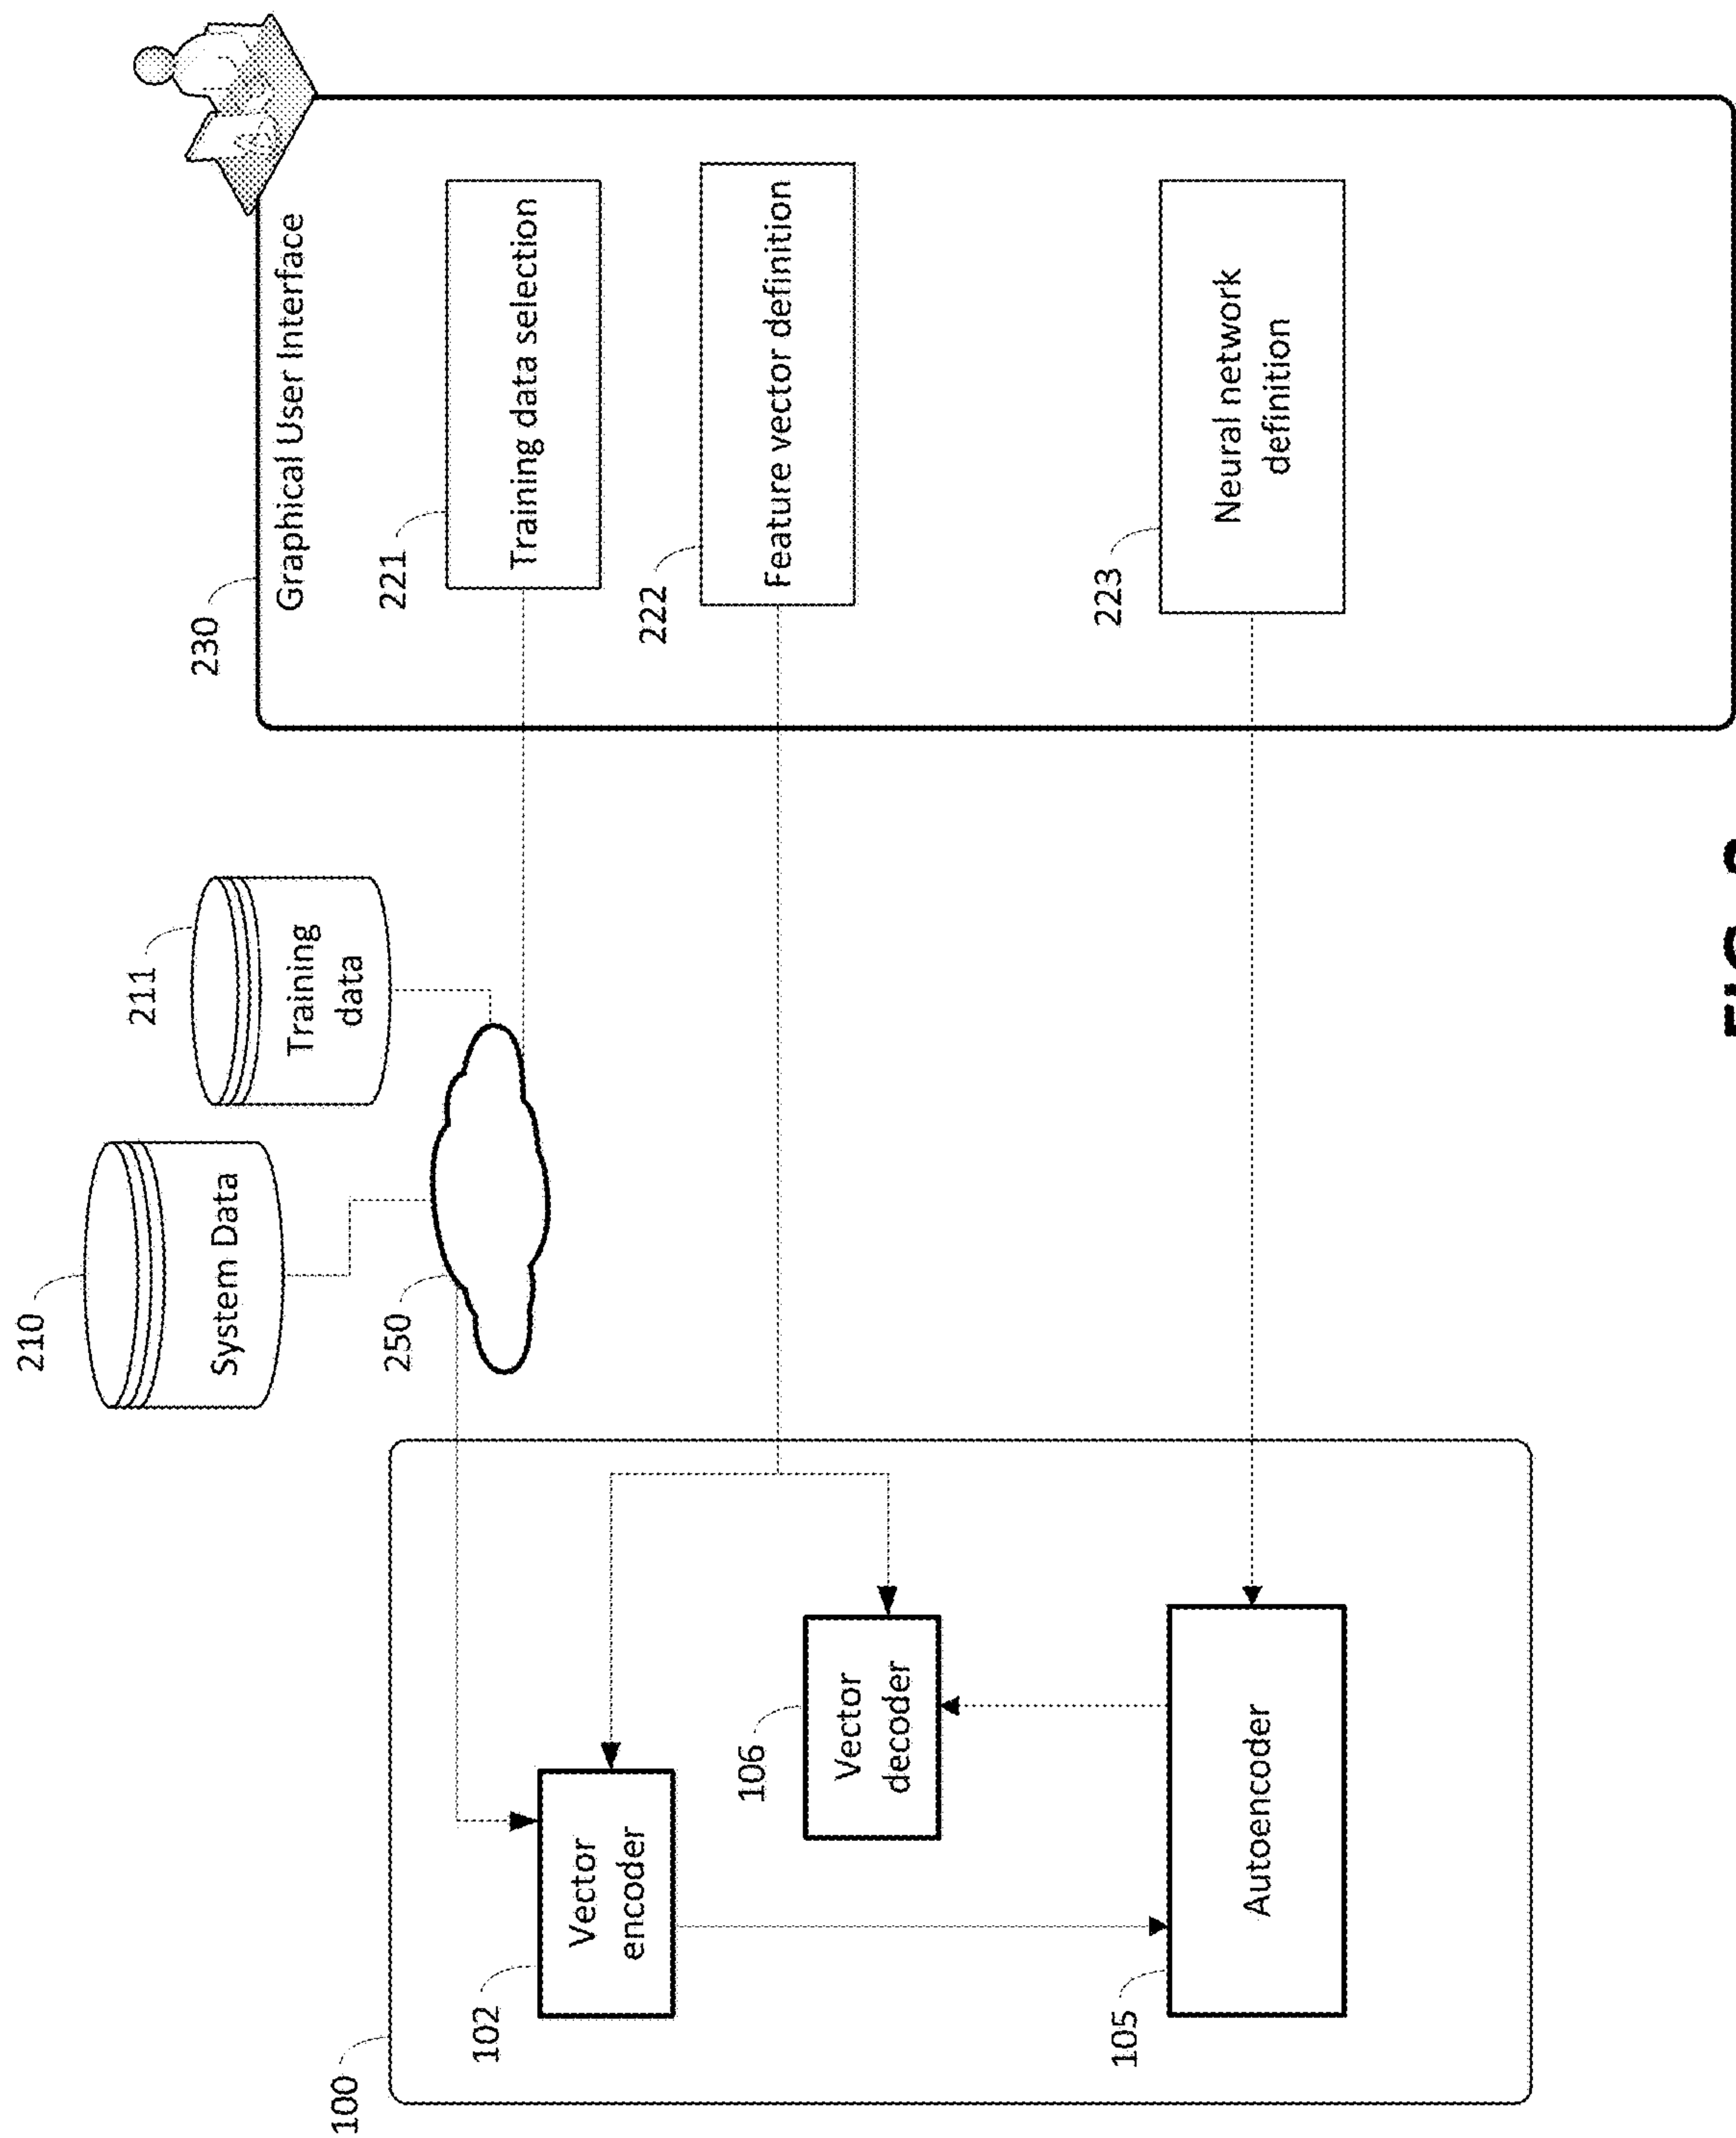 210
211
230
System Data
Training
data
Graphical User Interface
100
250
221
Training data selection
102
Vector
encoder
222
Feature vector definition
106
Vector
decoder
223
Neural network
definition
105
Autoencoder
FIG.